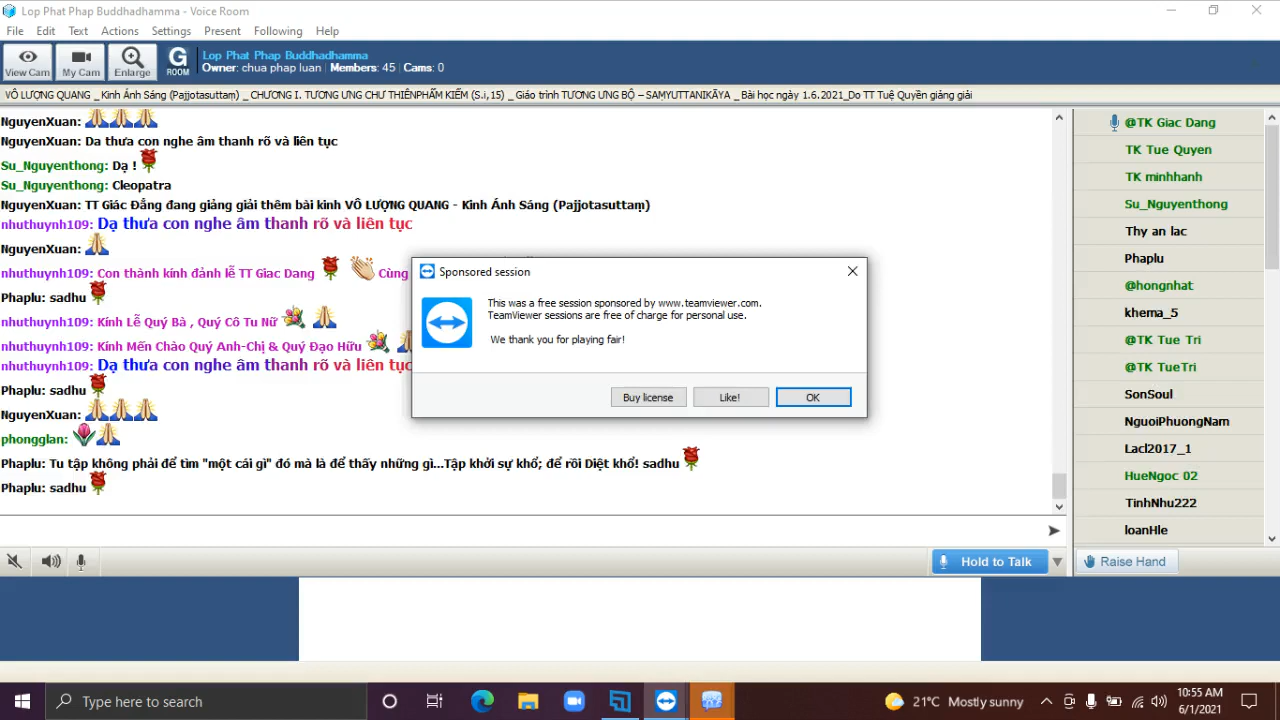 Lop Phat Phap Buddhadhamma - Voice Room
File Edit Text Actions Settings Present Following Help
View Cam My Cam Enlarge G ROOM
Lop Phat Phap Buddhadhamma
Owner: chua phap luan | Members: 45 | Cams: 0
VÔ LƯỢNG QUANG _Kinh Ánh Sáng (Pajjotasuttaṃ) _CHƯƠNG I. TƯƠNG ƯNG CHƯ THIÊNPHẨM KIẾM (S.i,15) _Giáo trình TƯƠNG ƯNG BỘ – SAṂYUTTANIKĀYA _Bài học ngày 1.6.2021_Do TT Tuệ Quyền giảng giải
NguyenXuan:
NguyenXuan: Da thưa con nghe âm thanh rõ và liên tục
Su_Nguyenthong: Dạ !
Su_Nguyenthong: Cleopatra
NguyenXuan: TT Giác Đẳng đang giảng giải thêm bài kinh VÔ LƯỢNG QUANG - Kinh Ánh Sáng (Pajjotasuttaṃ)
nhuthuynh109: Dạ thưa con nghe âm thanh rõ và liên tục
NguyenXuan:
nhuthuynh109: Con thành kính đảnh lễ TT Giac Dang Cùng
Phaplu: sadhu
nhuthuynh109: Kính Lễ Quý Bà , Quý Cô Tu Nữ
nhuthuynh109: Kính Mến Chào Quý Anh-Chị & Quý Đạo Hữu
nhuthuynh109: Dạ thưa con nghe âm thanh rõ và liên tục
Phaplu: sadhu
NguyenXuan:
phongglan:
Phaplu: Tu tập không phải để tìm "một cái gì" đó mà là để thấy những gì...Tập khởi sự khổ; để rồi Diệt khổ! sadhu
Phaplu: sadhu
Sponsored session
This was a free session sponsored by www.teamviewer.com.
TeamViewer sessions are free of charge for personal use.
We thank you for playing fair!
Buy license Like! OK
@TK Giac Dang
TK Tue Quyen
TK minhhanh
Su_Nguyenthong
Thy an lac
Phaplu
@hongnhat
khema_5
@TK Tue Tri
@TK TueTri
SonSoul
NguoiPhuongNam
Lacl2017_1
HueNgoc 02
TinhNhu222
loanHle
Hold to Talk
Raise Hand
Type here to search
21°C Mostly sunny
10:55 AM
6/1/2021